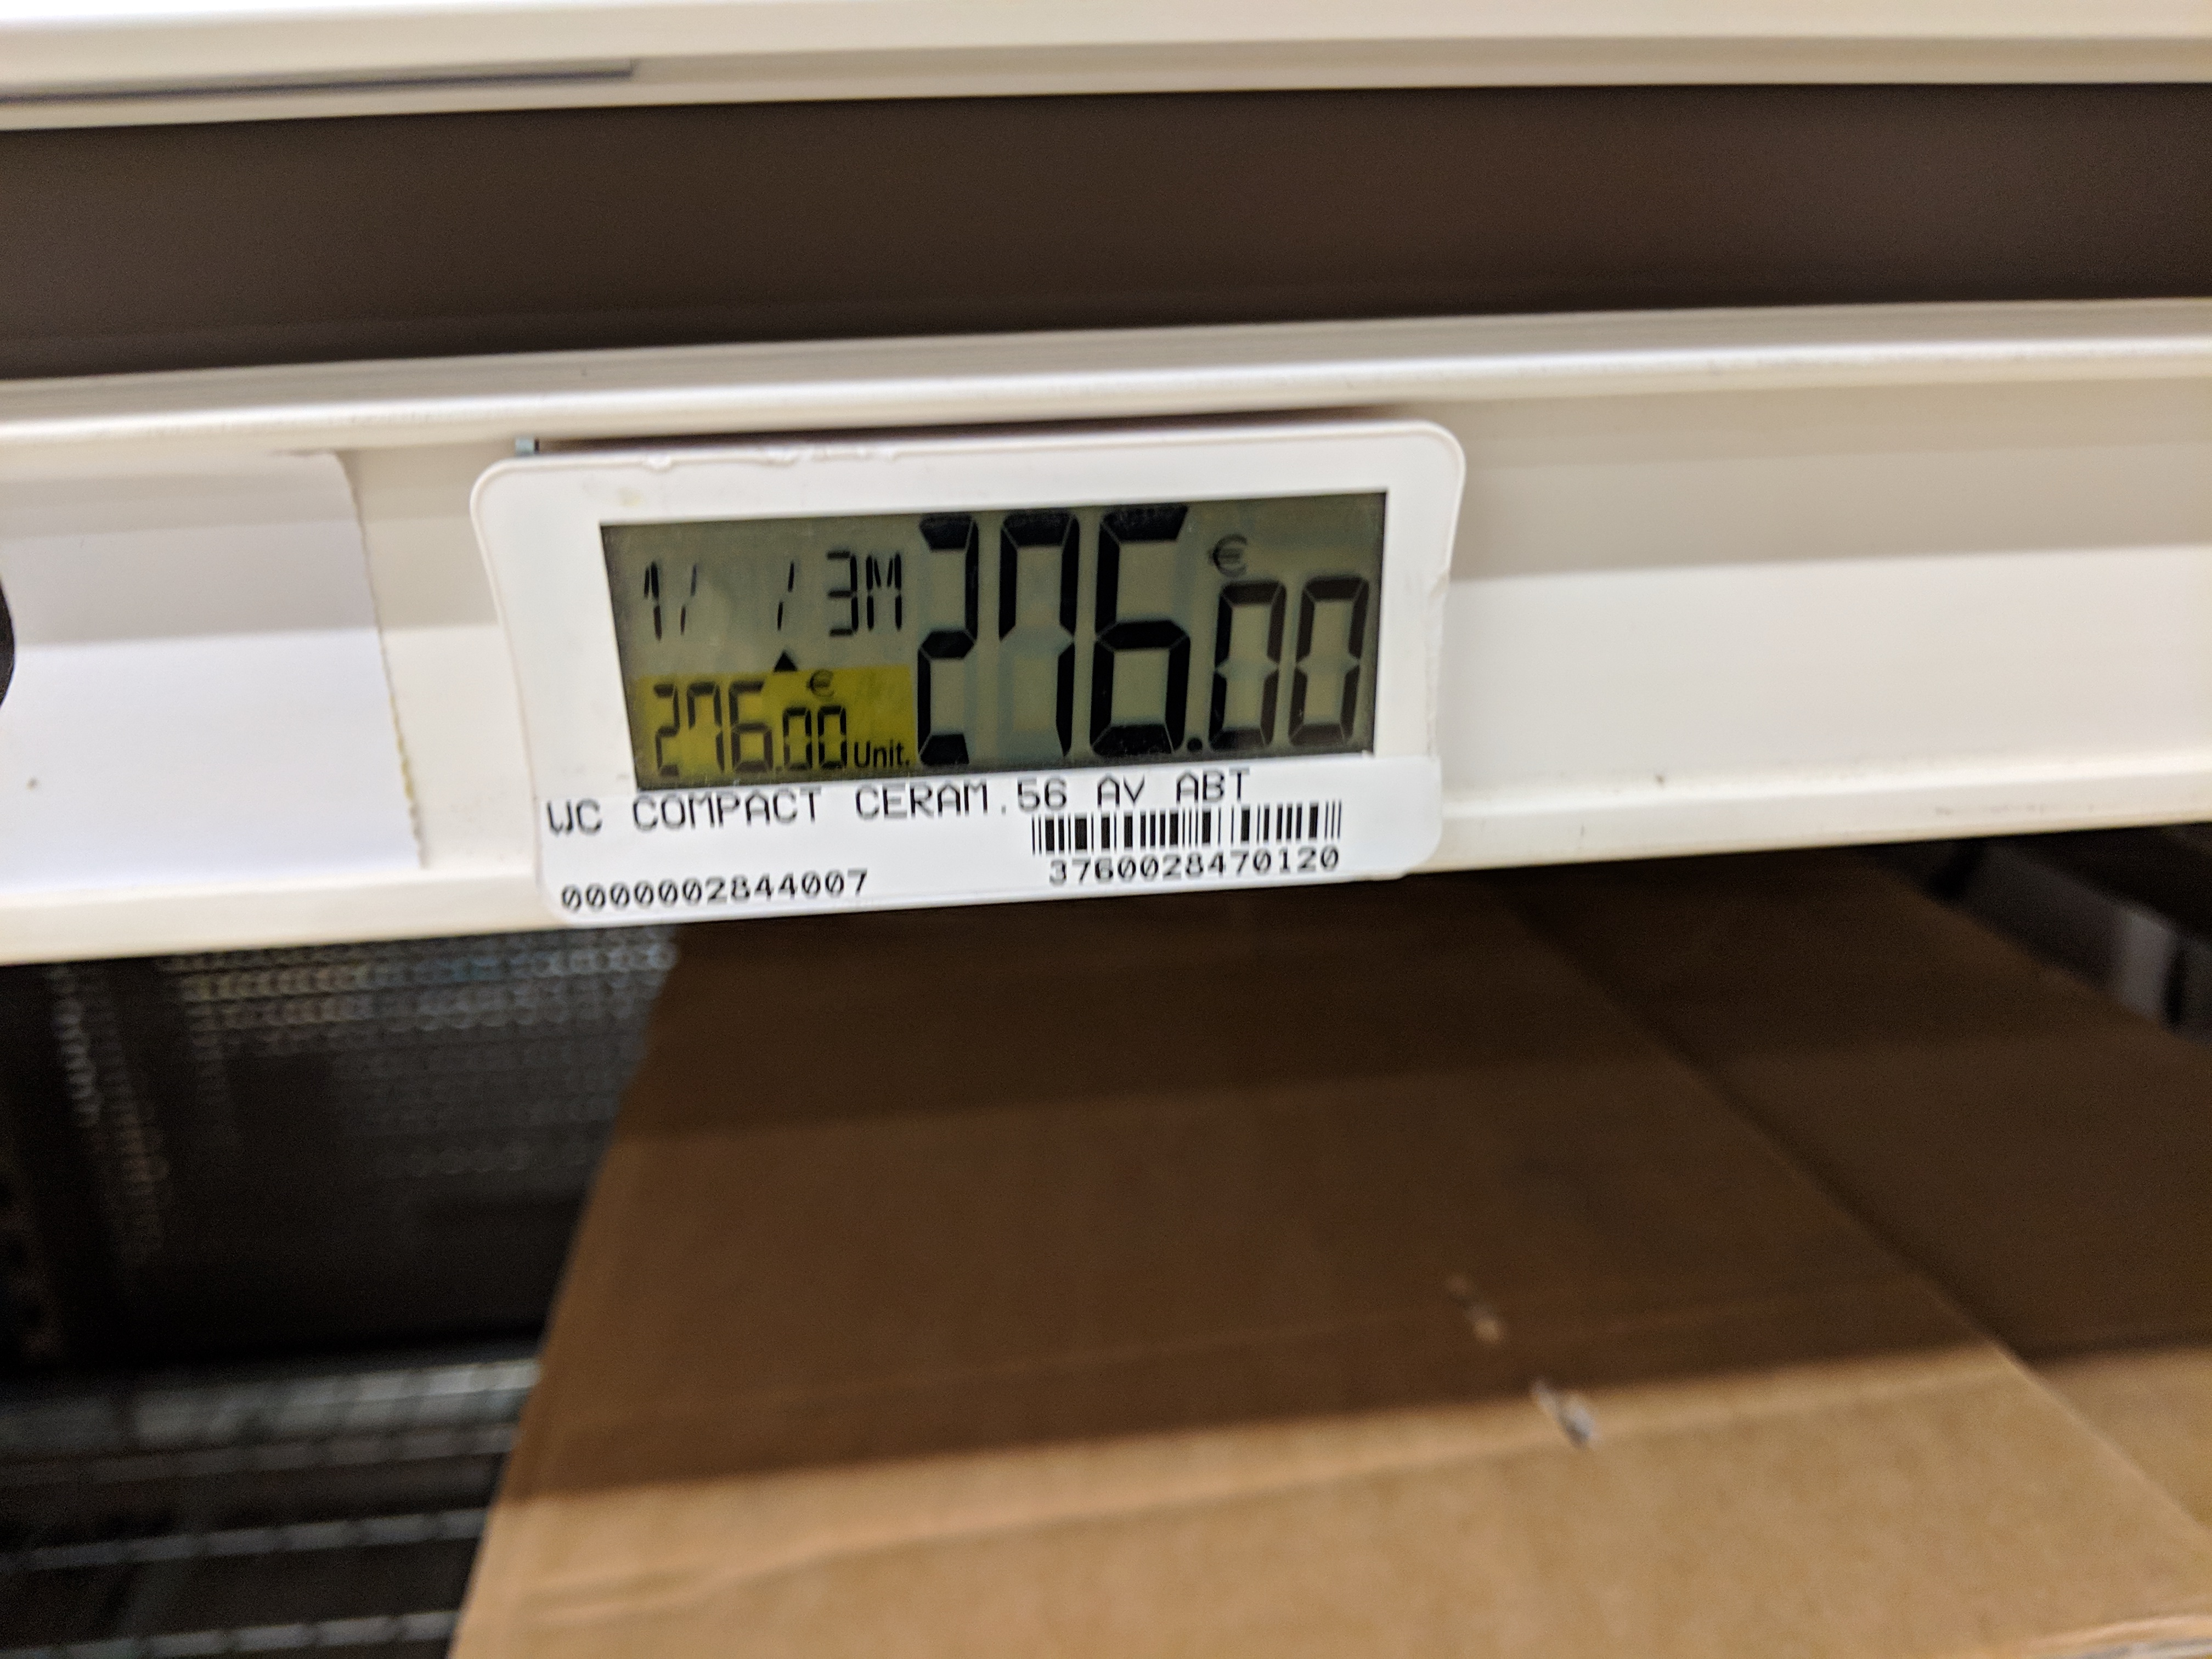 1/ /3M
276.00 €
276.00 € Unit.
WC COMPACT CERAM.56 AV ABT
3760028470120
0000002844007